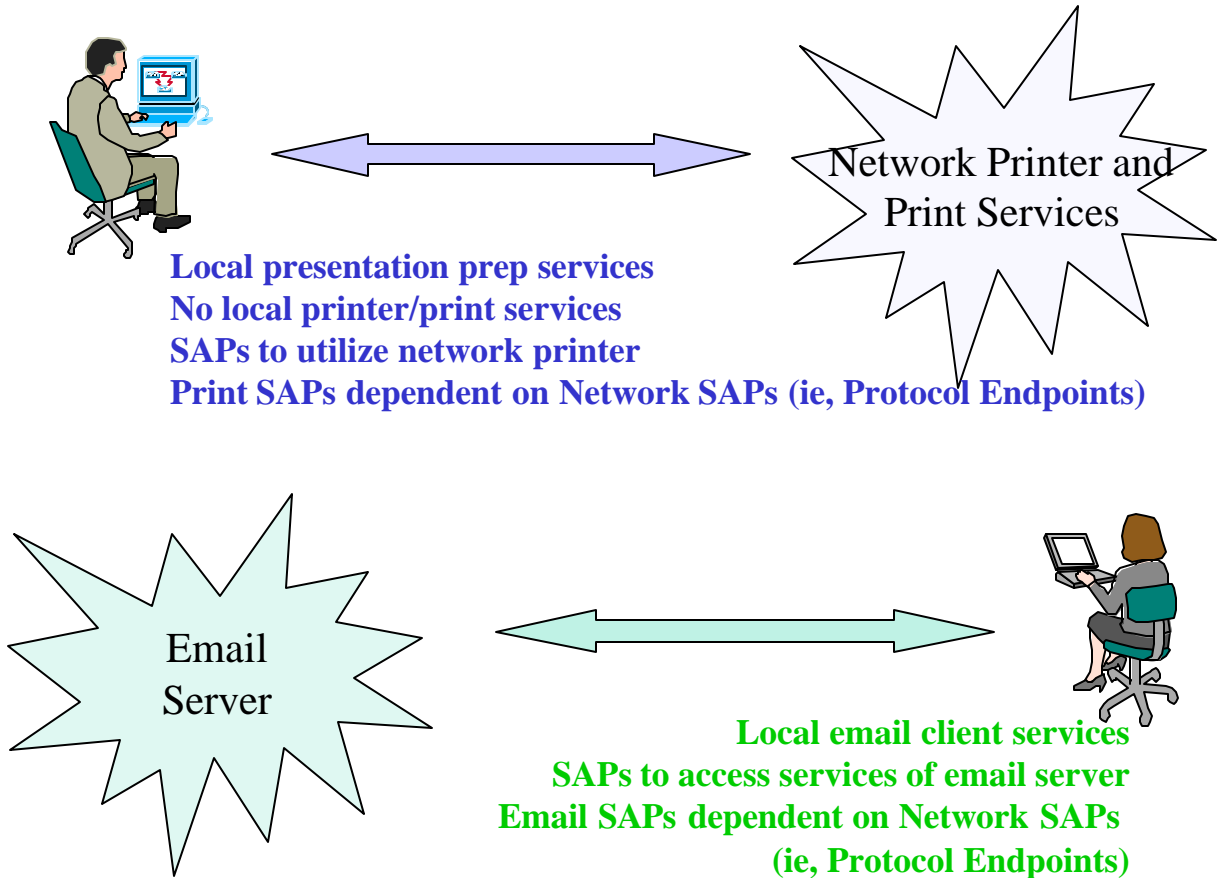 Network Printer and
Print Services
Local presentation prep services
No local printer/print services
SAPs to utilize network printer
Print SAPs dependent on Network SAPs (ie, Protocol Endpoints)
Email
Server
Local email client services
SAPs to access services of email server
Email SAPs dependent on Network SAPs
(ie, Protocol Endpoints)